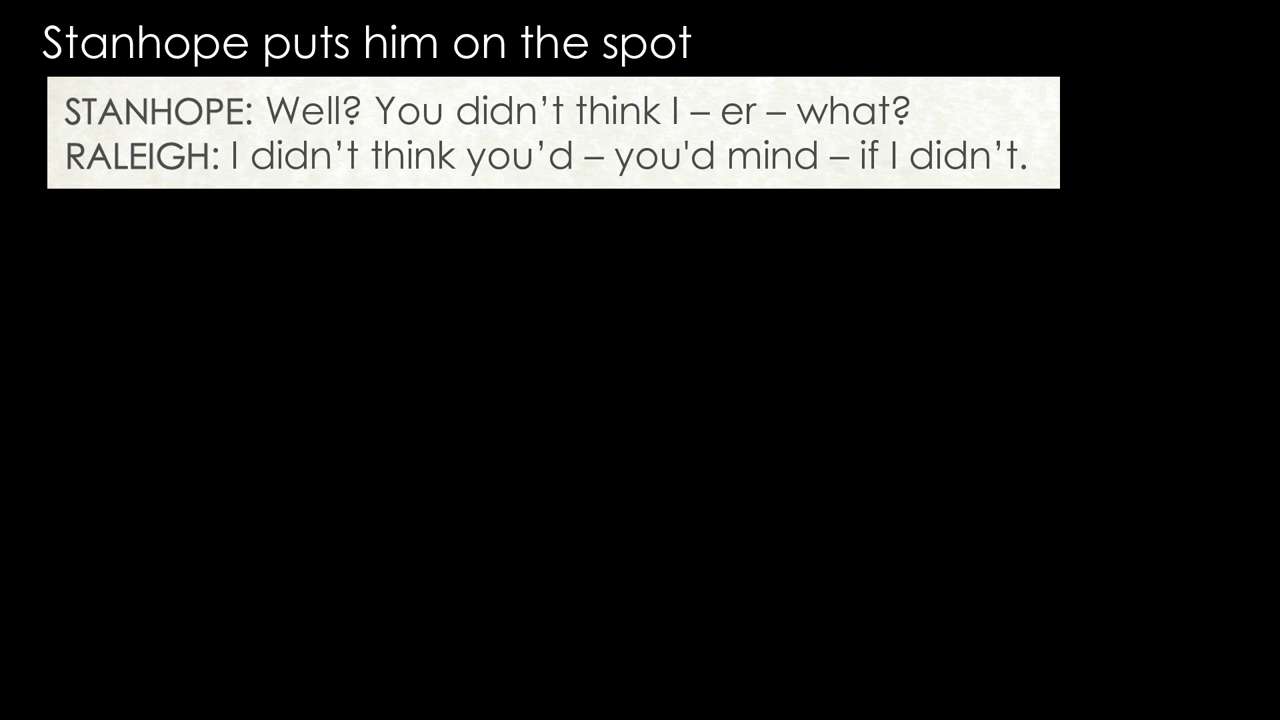 Stanhope puts him on the spot
STANHOPE: Well? You didn’t think I – er – what?
RALEIGH: I didn’t think you’d – you'd mind – if I didn’t.